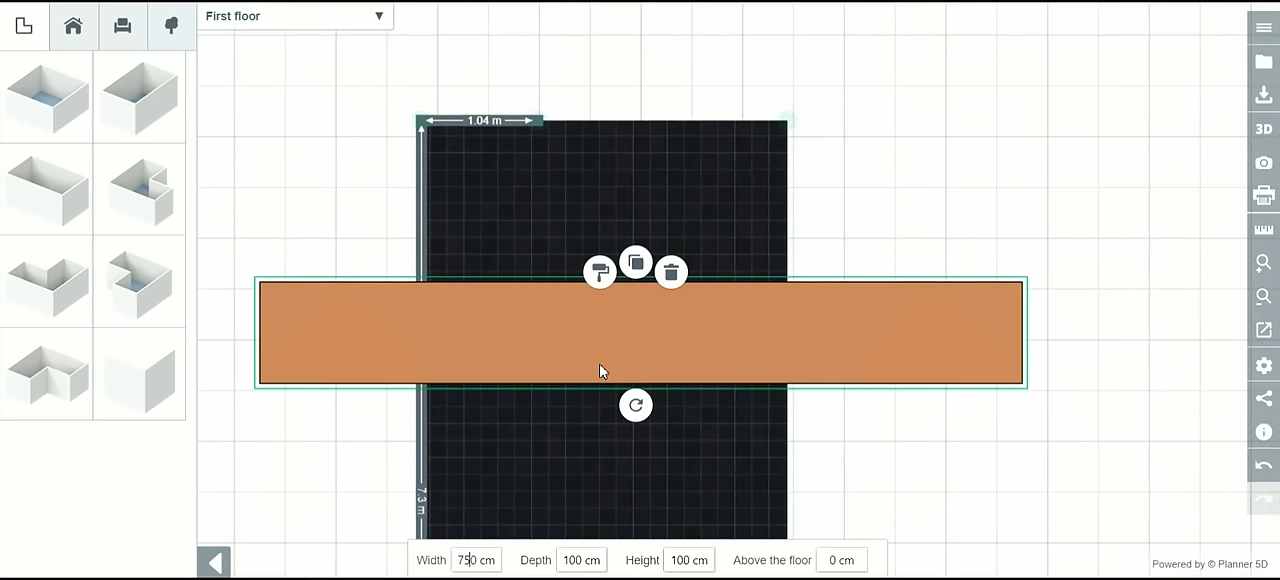 First floor
1.04 m
3D
7.3 m
Width 750 cm Depth 100 cm Height 100 cm Above the floor 0 cm
Powered by © Planner 5D